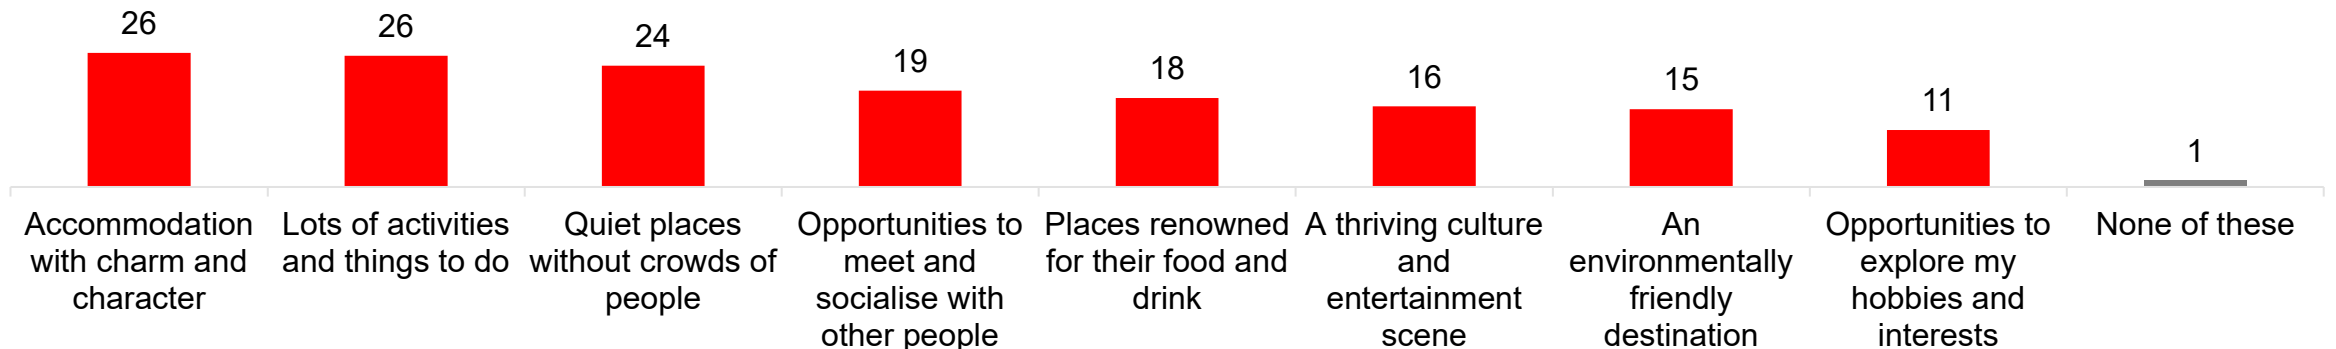 26
26
24
19
18
16
15
11
1
Accommodation
with charm and
character
Lots of activities
and things to do
Quiet places
without crowds of
people
Opportunities to
meet and
socialise with
other people
Places renowned
for their food and
drink
A thriving culture
and
entertainment
scene
An
environmentally
friendly
destination
Opportunities to
explore my
hobbies and
interests
None of these